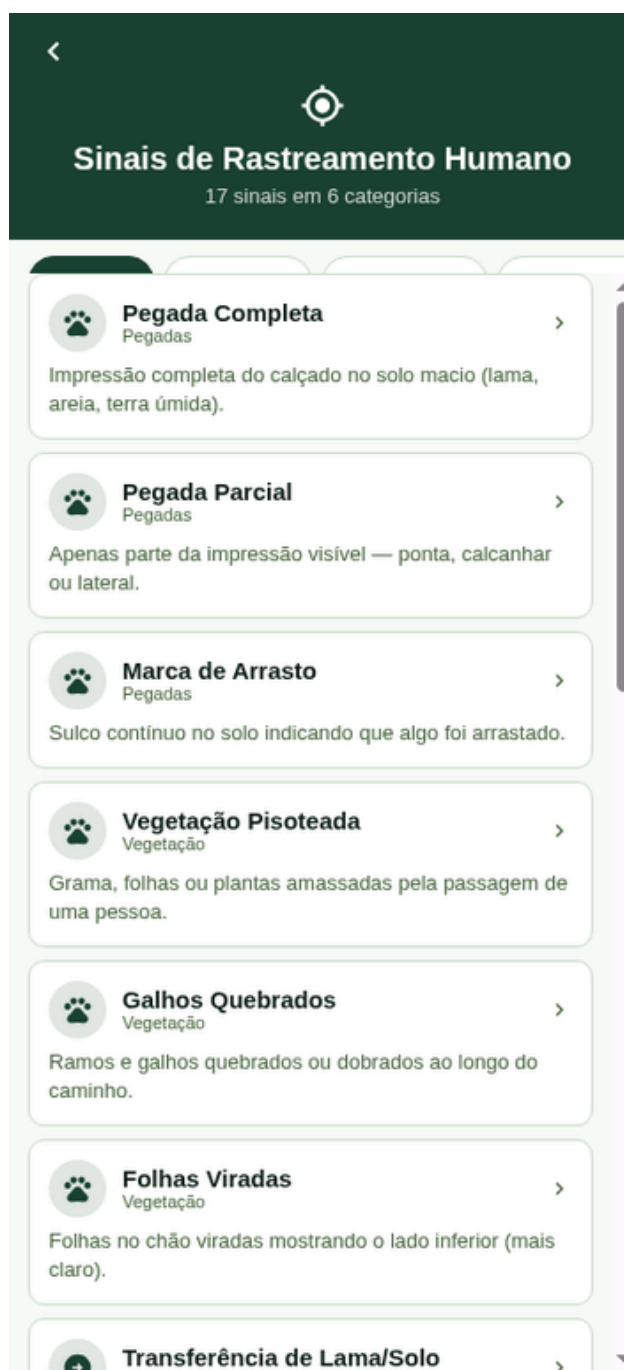 Sinais de Rastreamento Humano
17 sinais em 6 categorias
Pegada Completa
Pegadas
Impressão completa do calçado no solo macio (lama,
areia, terra úmida).
Pegada Parcial
Pegadas
Apenas parte da impressão visível — ponta, calcanhar
ou lateral.
Marca de Arrasto
Pegadas
Sulco contínuo no solo indicando que algo foi arrastado.
Vegetação Pisoteada
Vegetação
Grama, folhas ou plantas amassadas pela passagem de
uma pessoa.
Galhos Quebrados
Vegetação
Ramos e galhos quebrados ou dobrados ao longo do
caminho.
Folhas Viradas
Vegetação
Folhas no chão viradas mostrando o lado inferior (mais
claro).
Transferência de Lama/Solo